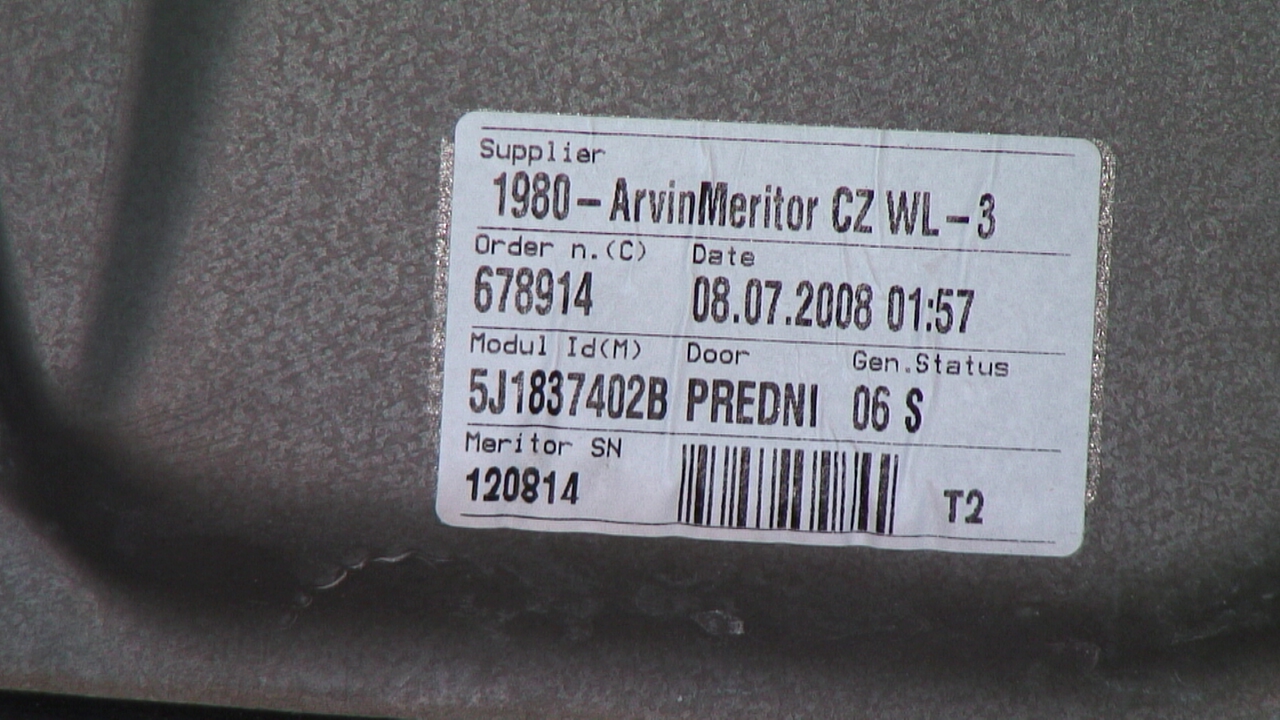 Supplier
1980-ArvinMeritor CZ WL-3
Order n.(C) Date
678914 08.07.2008 01:57
Modul Id(M) Door Gen.Status
5J1837402B PREDNI 06 S
Meritor SN
120814 T2